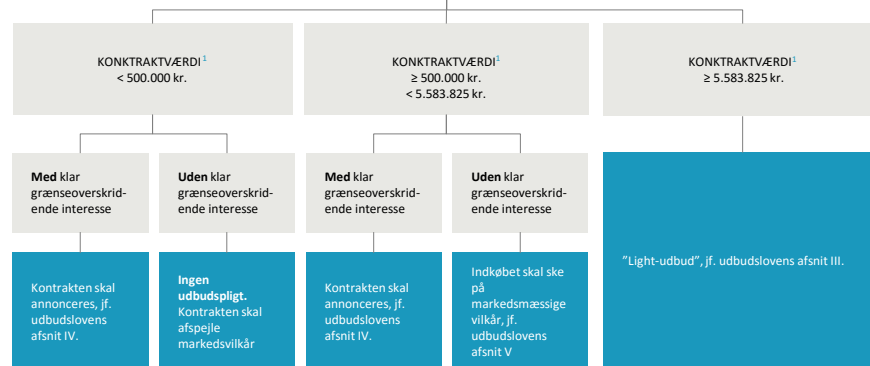 KONKTRAKTVÆRDI1
< 500.000 kr.
KONKTRAKTVÆRDI1
≥ 500.000 kr.
< 5.583.825 kr.
KONKTRAKTVÆRDI1
≥ 5.583.825 kr.
Med klar
grænseoverskrid-
ende interesse
Uden klar
grænseoverskrid-
ende interesse
Med klar
grænseoverskrid-
ende interesse
Uden klar
grænseoverskrid-
ende interesse
Kontrakten skal
annonceres, jf.
udbudslovens
afsnit IV.
Ingen
udbudspligt.
Kontrakten skal
afspejle
markedsvilkår
Kontrakten skal
annonceres, jf.
udbudslovens
afsnit IV.
Indkøbet skal ske
på
markedsmæssige
vilkår, jf.
udbudslovens
afsnit V
”Light-udbud”, jf. udbudslovens afsnit III.